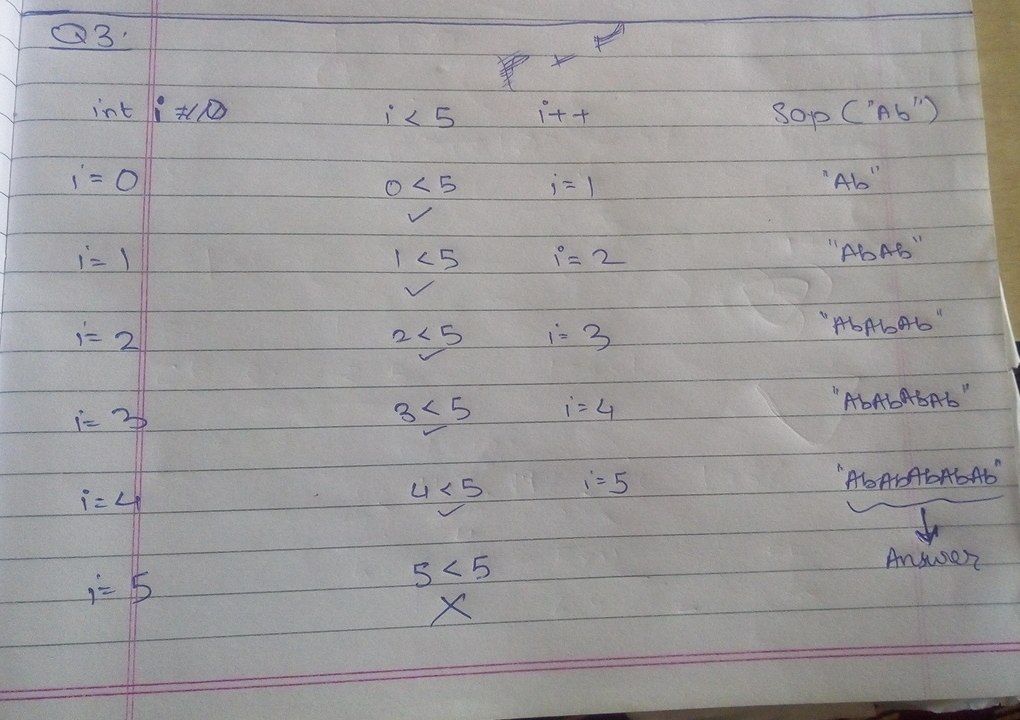 Q3.
int i i < 5 i++ Sop ("Ab")
i = 0 0 < 5 i = 1 "Ab"
i = 1 1 < 5 i = 2 "AbAb"
i = 2 2 < 5 i = 3 "AbAbAb"
i = 3 3 < 5 i = 4 "AbAbAbAb"
i = 4 4 < 5 i = 5 "AbAbAbAbAb"
Answer
i = 5 5 < 5